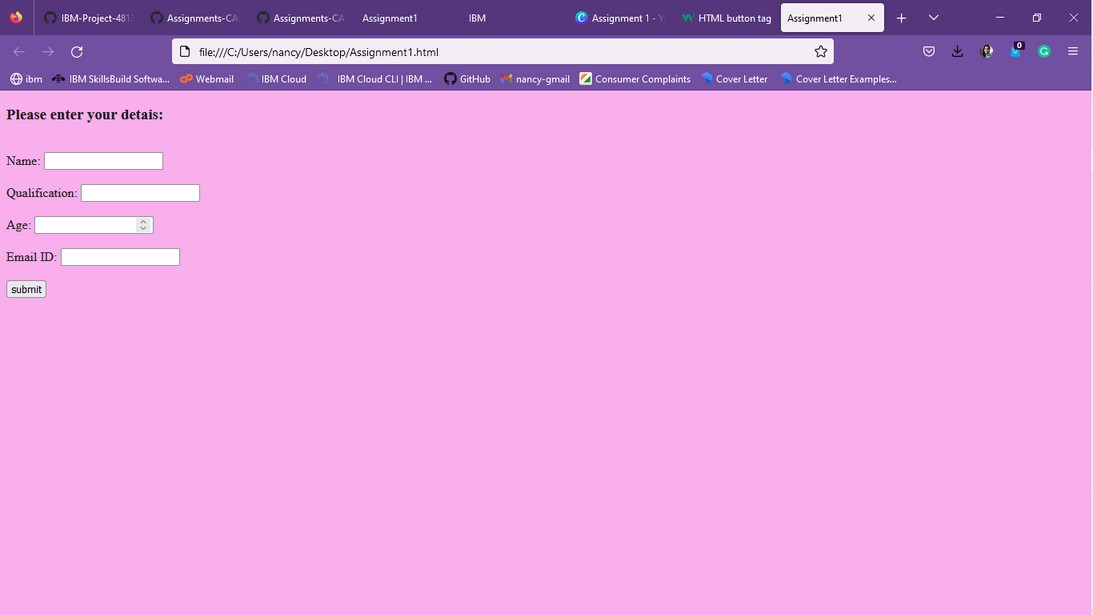 IBM-Project-481
Assignments-CA
Assignments-CA
Assignment1
IBM
Assignment 1 - Y
HTML button tag
Assignment1
file:///C:/Users/nancy/Desktop/Assignment1.html
0
ibm
IBM SkillsBuild Softwa...
Webmail
IBM Cloud
IBM Cloud CLI | IBM ...
GitHub
nancy-gmail
Consumer Complaints
Cover Letter
Cover Letter Examples...
Please enter your detais:
Name:
Qualification:
Age:
Email ID:
submit